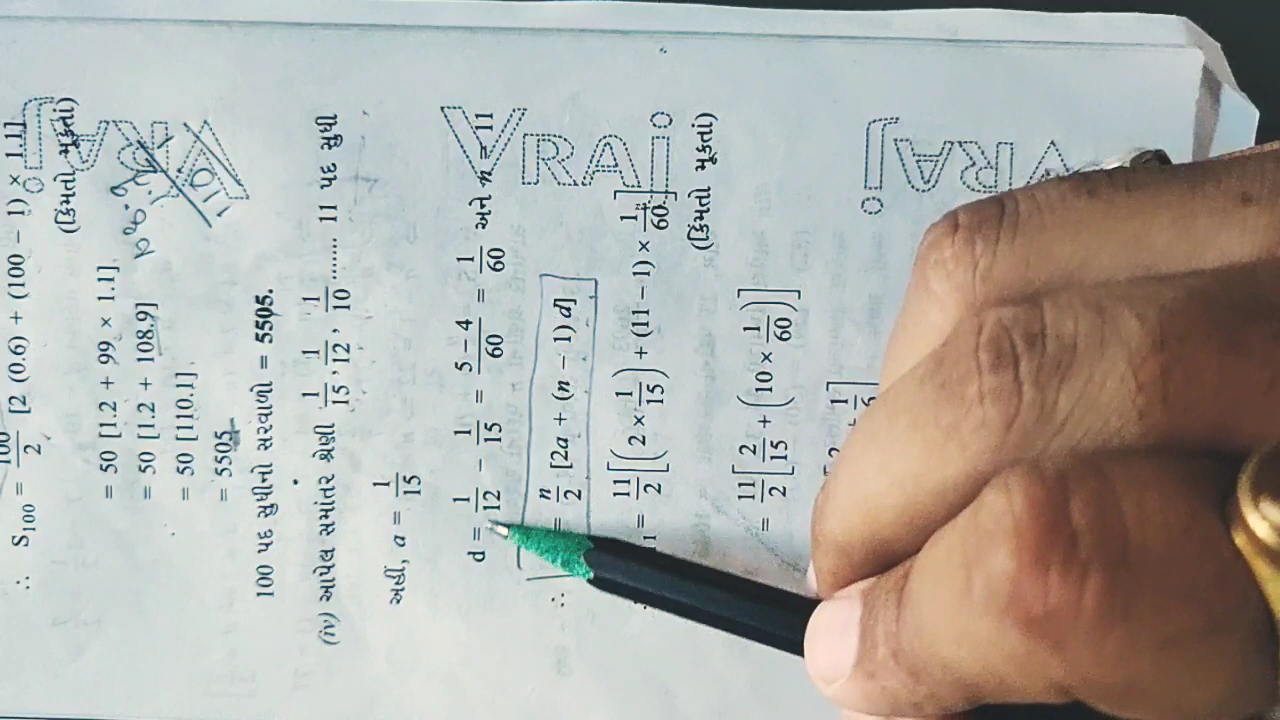 ∴ S₁₀₀ = 100/2 [2 (0.6) + (100 − 1) × 1.1]
(કિંમતો મૂકતાં)
= 50 [1.2 + 99 × 1.1]
= 50 [1.2 + 108.9]
108.9
= 50 [110.1]
110.1
= 5505
100 પદ સુધીનો સરવાળો = 5505.
(iv) આપેલ સમાંતર શ્રેણી 1/15, 1/12, 1/10 ....... 11 પદ સુધી
અહીં, a = 1/15
d = 1/12 − 1/15 = (5 − 4)/60 = 1/60 અને n = 11
∴ = n/2 [2a + (n − 1) d]
= 11/2 [(2 × 1/15) + (11 − 1) × 1/60]
(કિંમતો મૂકતાં)
= 11/2 [2/15 + (10 × 1/60)]
VRAJ
VRAJ
VRAJ